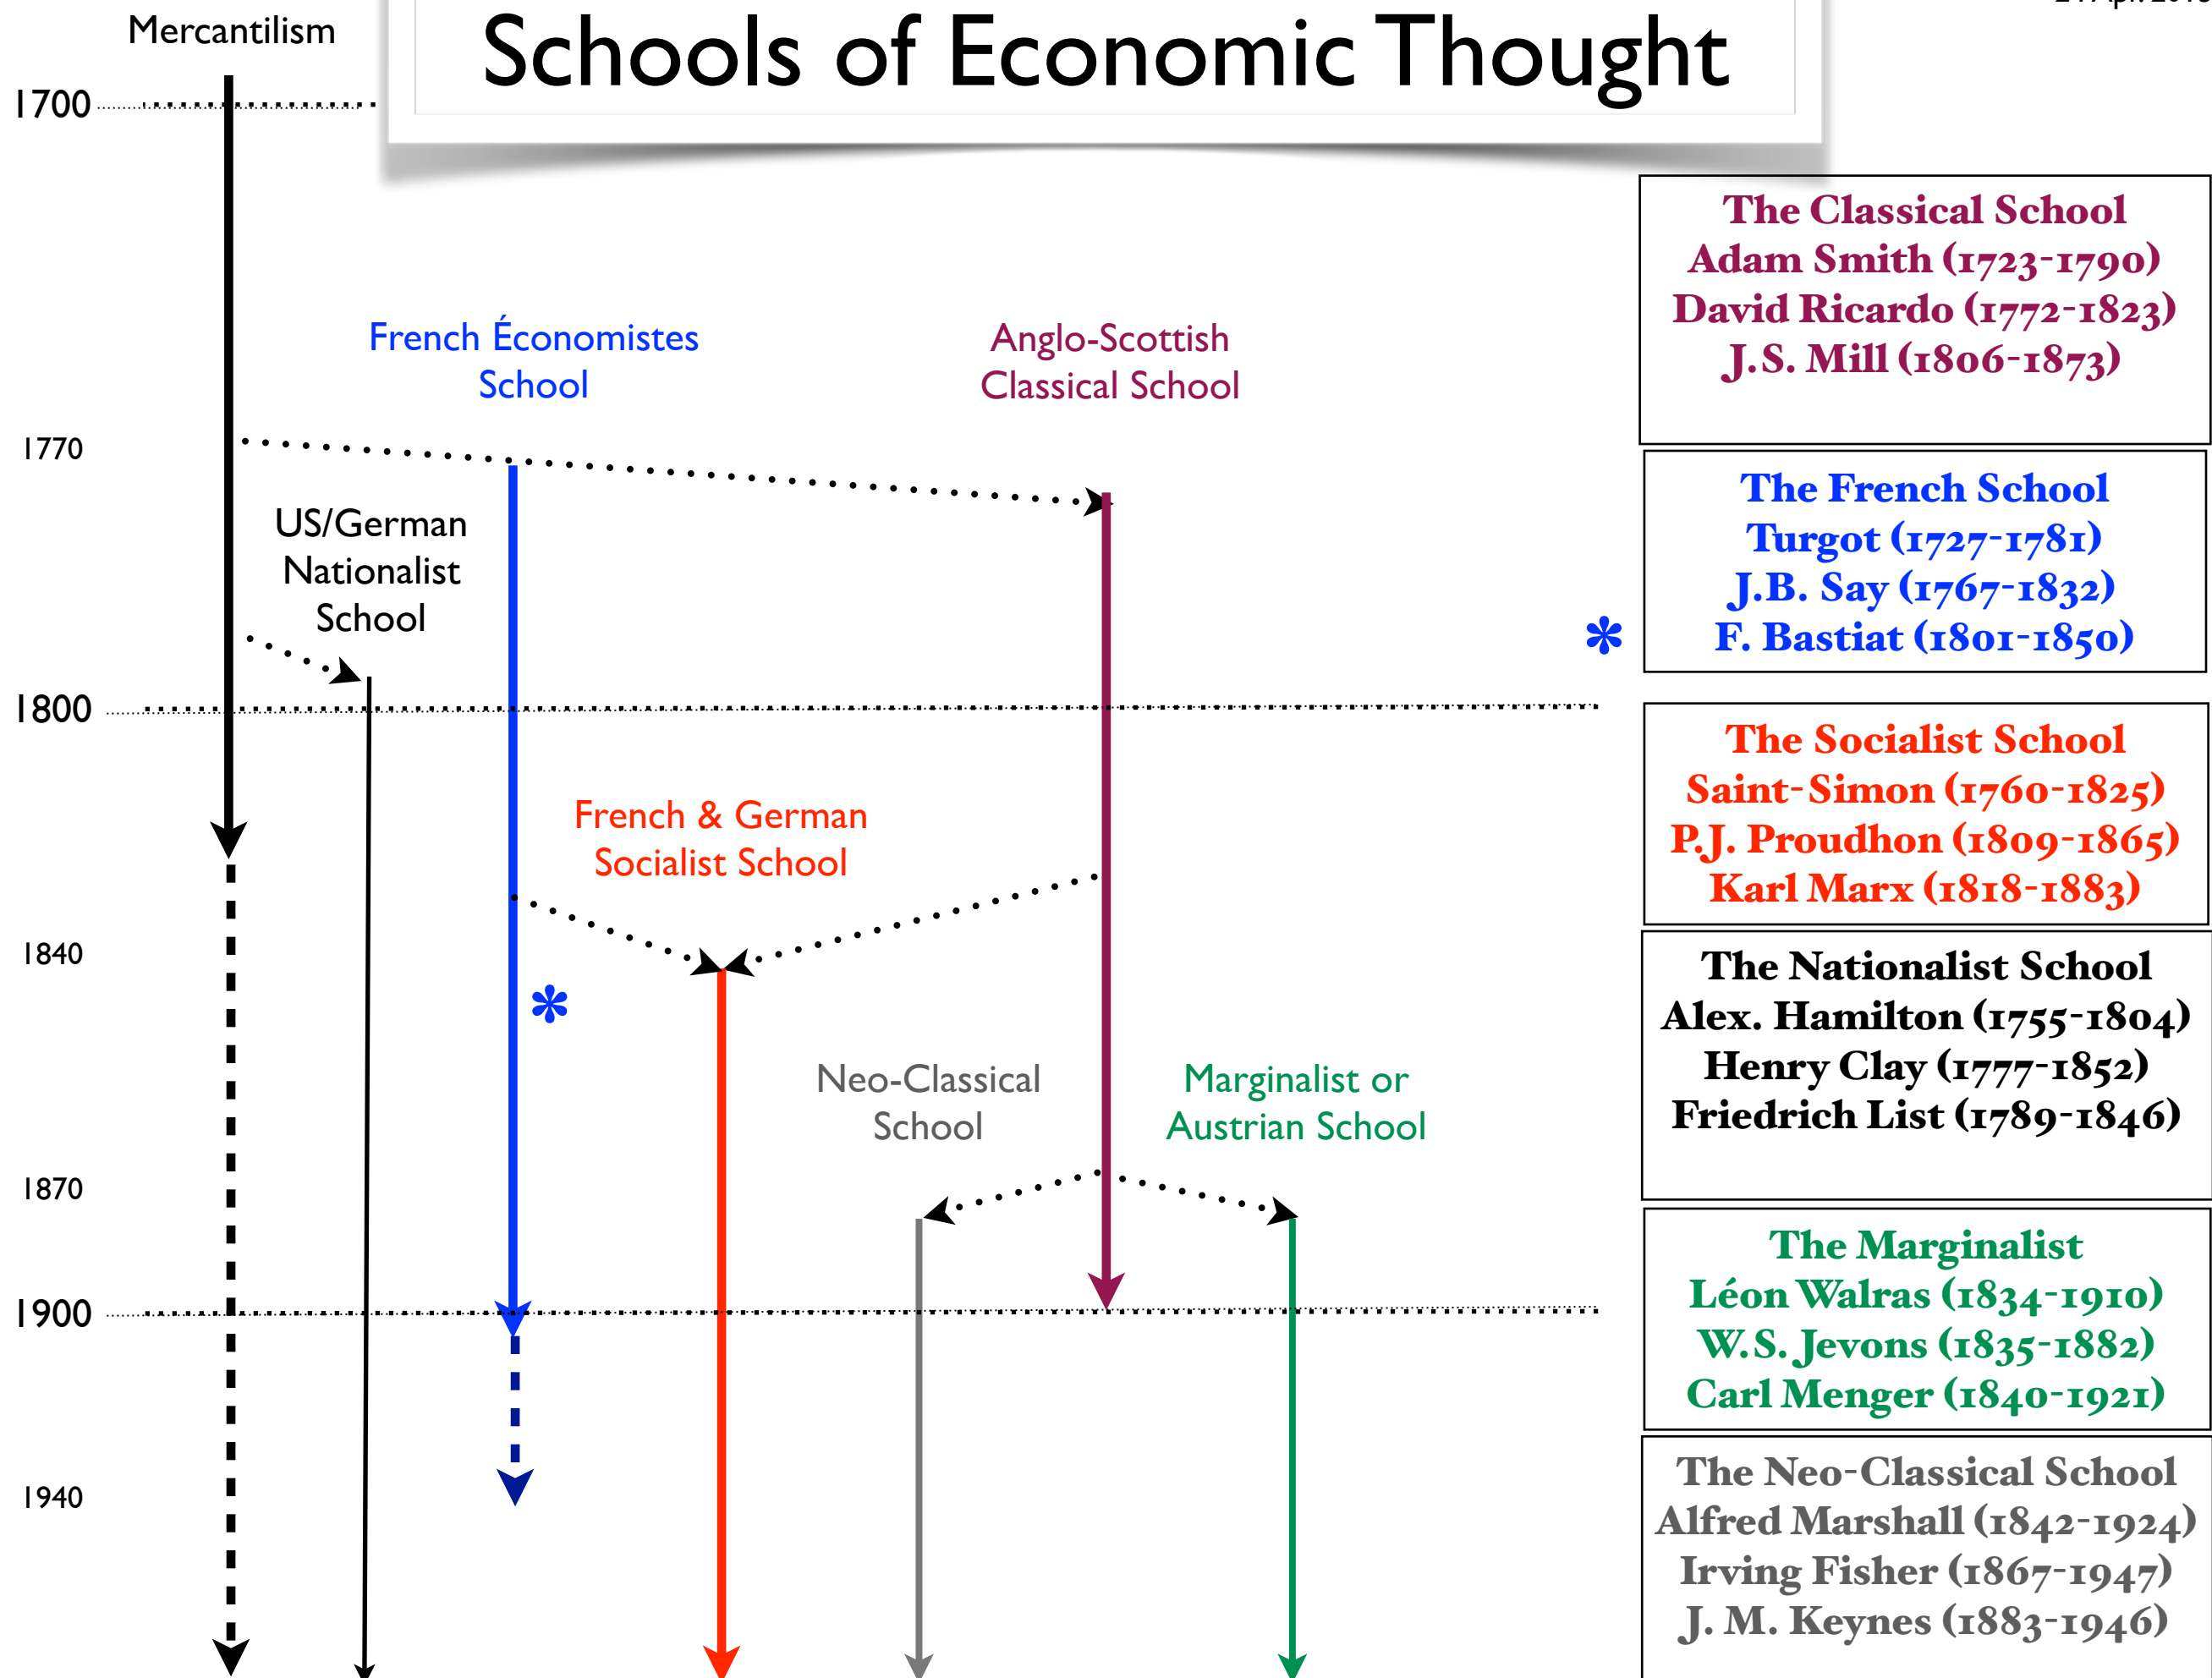 Mercantilism
Schools of Economic Thought
1700
French Économistes
School
Anglo-Scottish
Classical School
1770
US/German
Nationalist
School
1800
French & German
Socialist School
1840
*
Neo-Classical
School
Marginalist or
Austrian School
1870
1900
1940
The Classical School
Adam Smith (1723-1790)
David Ricardo (1772-1823)
J.S. Mill (1806-1873)
The French School
Turgot (1727-1781)
J.B. Say (1767-1832)
* F. Bastiat (1801-1850)
The Socialist School
Saint-Simon (1760-1825)
P.J. Proudhon (1809-1865)
Karl Marx (1818-1883)
The Nationalist School
Alex. Hamilton (1755-1804)
Henry Clay (1777-1852)
Friedrich List (1789-1846)
The Marginalist
Léon Walras (1834-1910)
W.S. Jevons (1835-1882)
Carl Menger (1840-1921)
The Neo-Classical School
Alfred Marshall (1842-1924)
Irving Fisher (1867-1947)
J. M. Keynes (1883-1946)